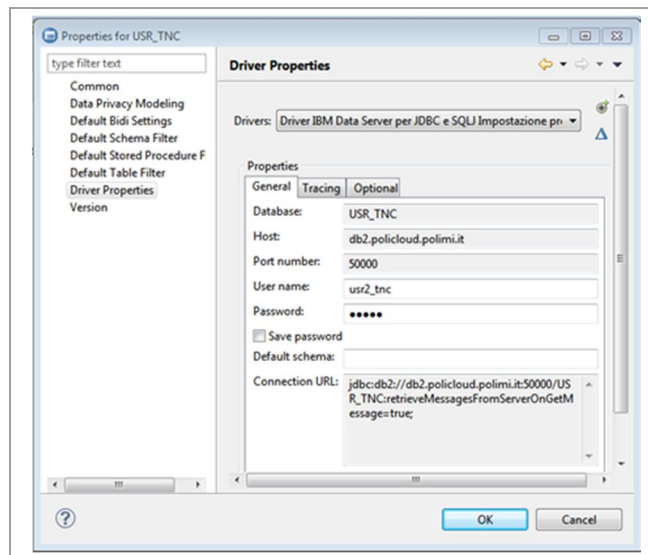 Properties for USR_TNC
type filter text
Common
Data Privacy Modeling
Default Bidi Settings
Default Schema Filter
Default Stored Procedure F
Default Table Filter
Driver Properties
Version
Driver Properties
Drivers: Driver IBM Data Server per JDBC e SQLJ Impostazione pr
Properties
General Tracing Optional
Database: USR_TNC
Host: db2.policloud.polimi.it
Port number: 50000
User name: usr2_tnc
Password: •••••
Save password
Default schema:
Connection URL: jdbc:db2://db2.policloud.polimi.it:50000/US
R_TNC:retrieveMessagesFromServerOnGetM
essage=true;
OK Cancel